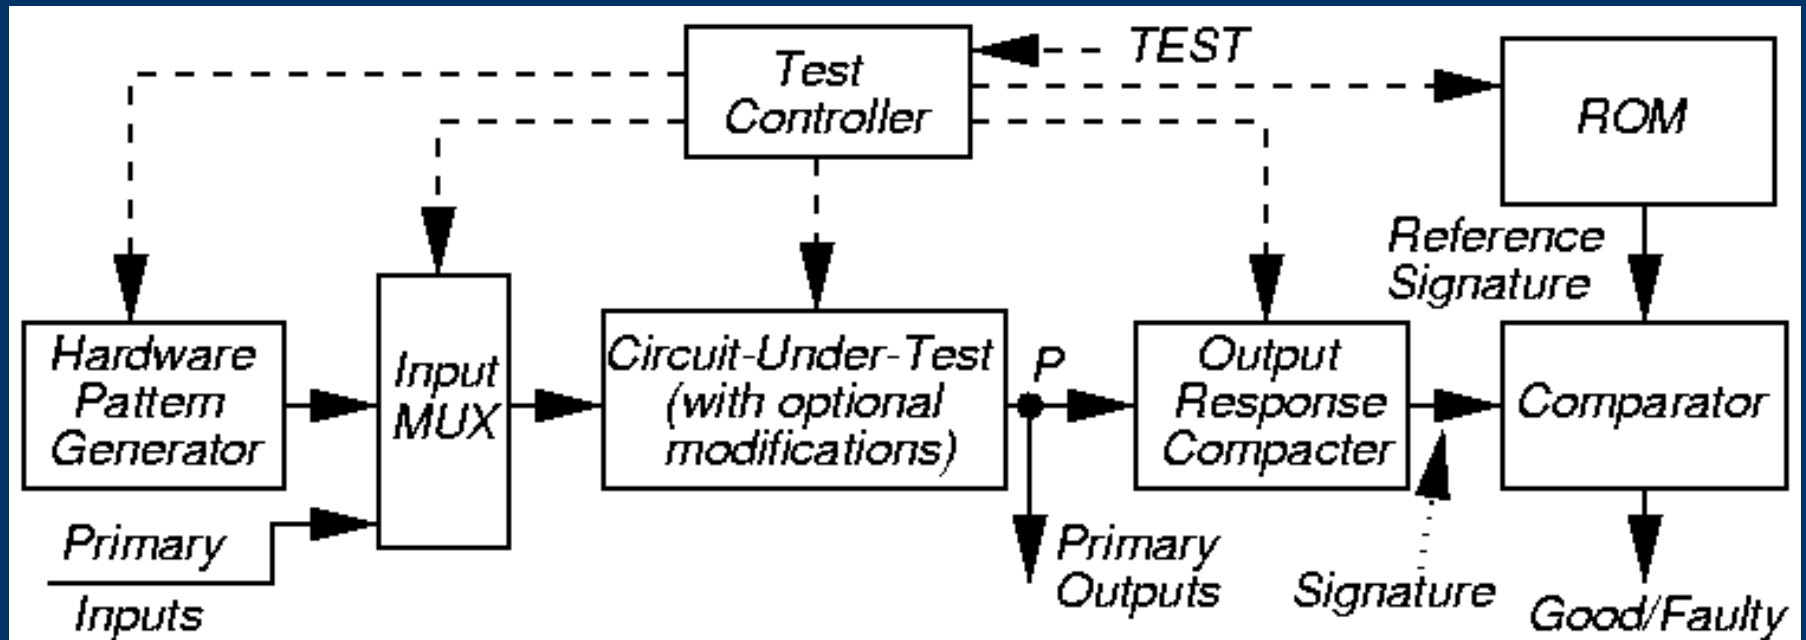 TEST
Test
Controller
ROM
Reference
Signature
Hardware
Pattern
Generator
Input
MUX
Circuit-Under-Test
(with optional
modifications)
P
Output
Response
Compacter
Comparator
Primary
Inputs
Primary
Outputs
Signature
Good/Faulty